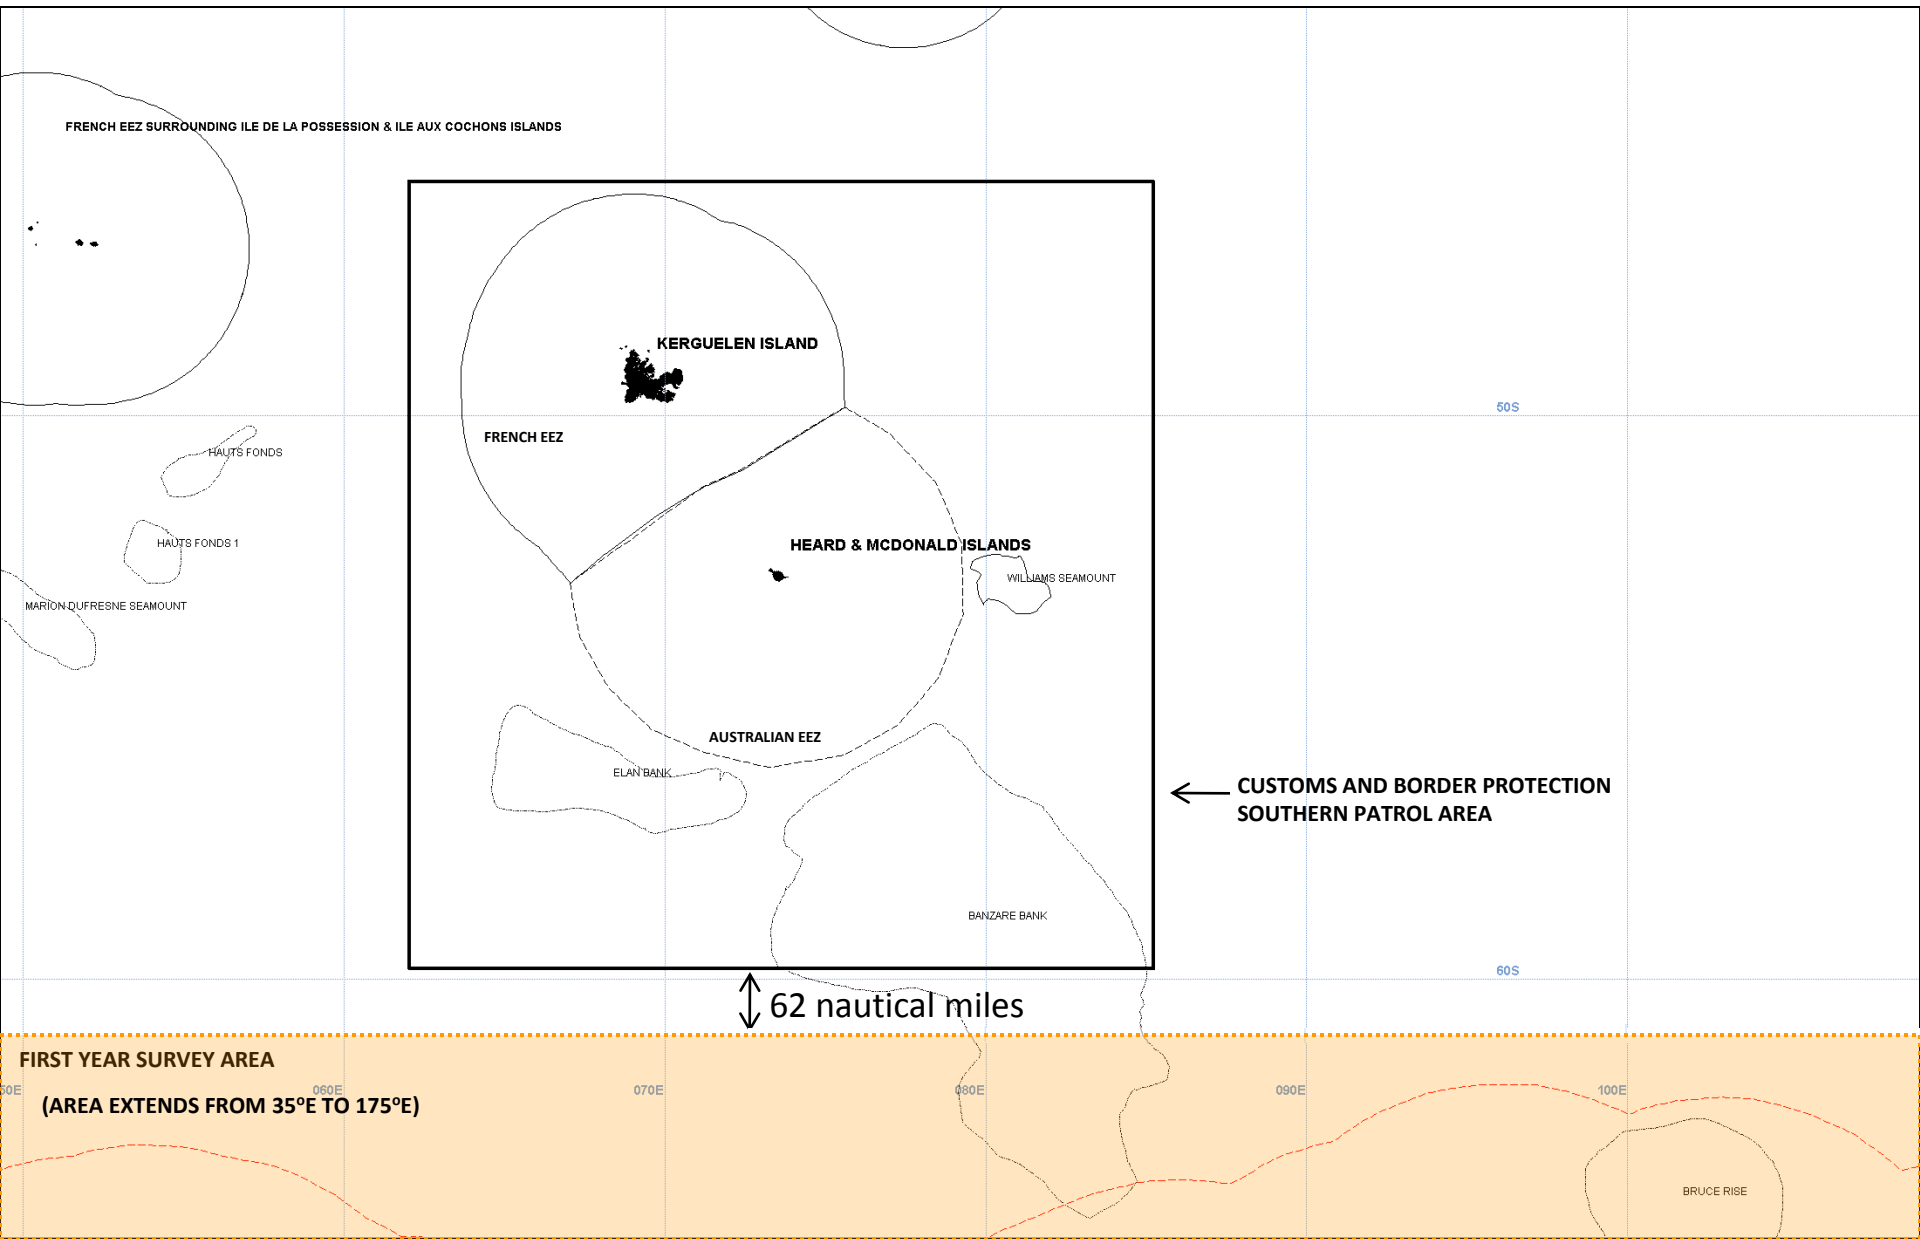 FRENCH EEZ SURROUNDING ILE DE LA POSSESSION & ILE AUX COCHONS ISLANDS
KERGUELEN ISLAND
50S
FRENCH EEZ
HAUTS FONDS
HAUTS FONDS 1
HEARD & MCDONALD ISLANDS
WILLIAMS SEAMOUNT
MARION DUFRESNE SEAMOUNT
AUSTRALIAN EEZ
ELAN BANK
CUSTOMS AND BORDER PROTECTION
SOUTHERN PATROL AREA
BANZARE BANK
60S
62 nautical miles
FIRST YEAR SURVEY AREA
50E
060E
070E
080E
090E
100E
(AREA EXTENDS FROM 35ºE TO 175ºE)
BRUCE RISE